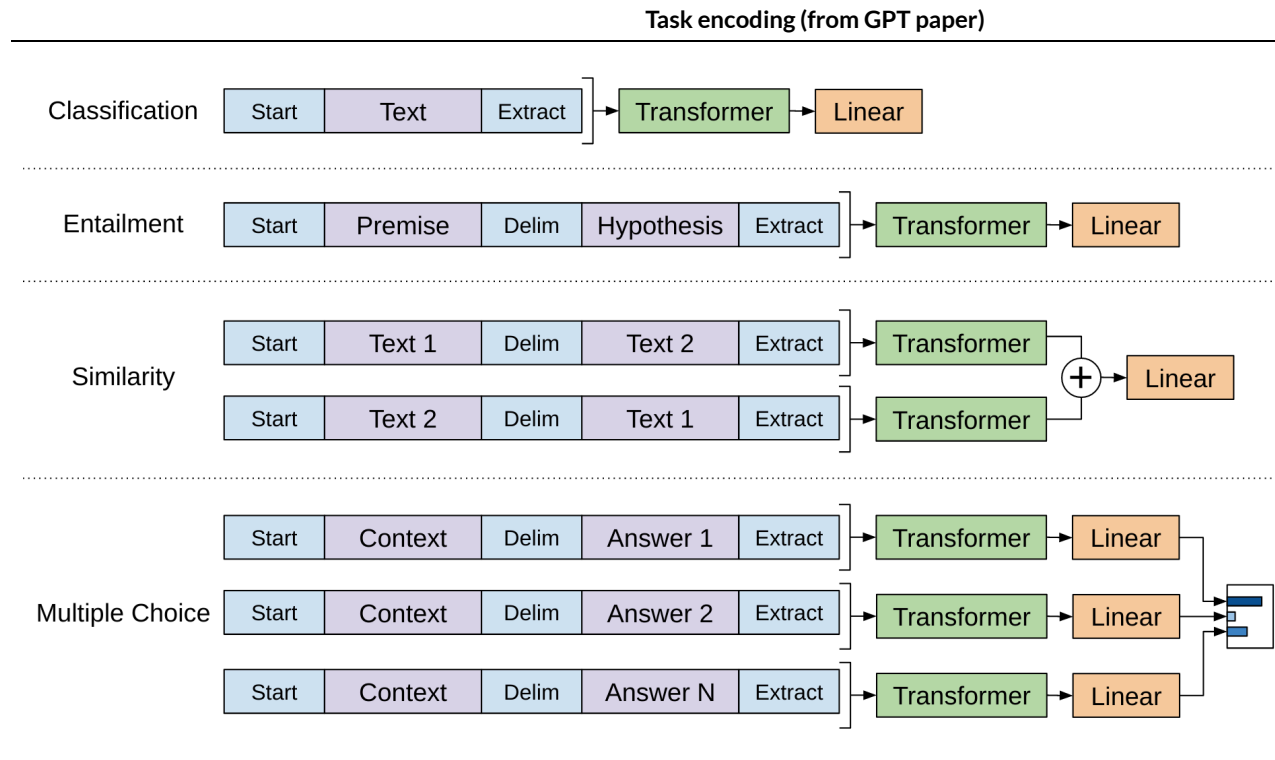 Task encoding (from GPT paper)
Classification Start Text Extract Transformer Linear
Entailment Start Premise Delim Hypothesis Extract Transformer Linear
Start Text 1 Delim Text 2 Extract Transformer
Similarity + Linear
Start Text 2 Delim Text 1 Extract Transformer
Start Context Delim Answer 1 Extract Transformer Linear
Multiple Choice Start Context Delim Answer 2 Extract Transformer Linear
Start Context Delim Answer N Extract Transformer Linear